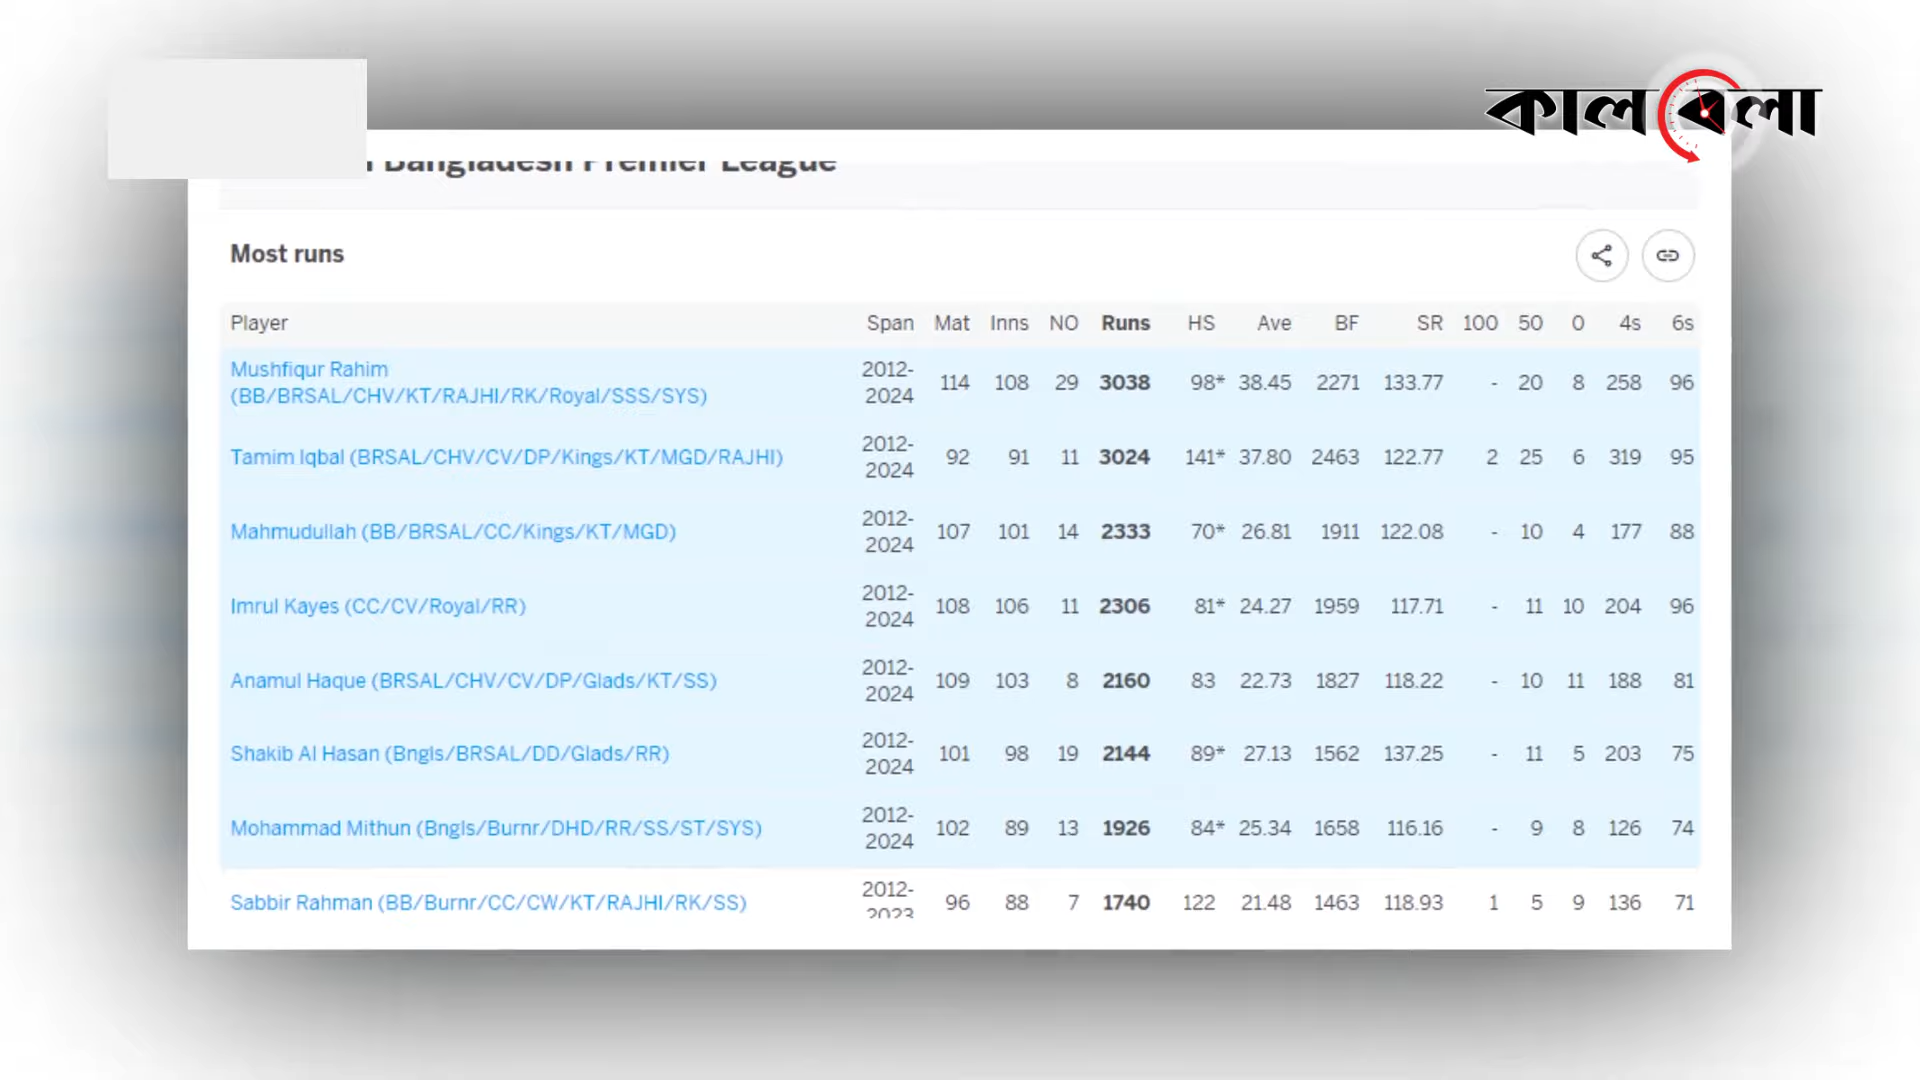 কালবেলা
Bangladesh Premier League
Most runs
Player Span Mat Inns NO Runs HS Ave BF SR 100 50 0 4s 6s
Mushfiqur Rahim (BB/BRSAL/CHV/KT/RAJHI/RK/Royal/SSS/SYS) 2012-2024 114 108 29 3038 98* 38.45 2271 133.77 - 20 8 258 96
Tamim Iqbal (BRSAL/CHV/CV/DP/Kings/KT/MGD/RAJHI) 2012-2024 92 91 11 3024 141* 37.80 2463 122.77 2 25 6 319 95
Mahmudullah (BB/BRSAL/CC/Kings/KT/MGD) 2012-2024 107 101 14 2333 70* 26.81 1911 122.08 - 10 4 177 88
Imrul Kayes (CC/CV/Royal/RR) 2012-2024 108 106 11 2306 81* 24.27 1959 117.71 - 11 10 204 96
Anamul Haque (BRSAL/CHV/CV/DP/Glads/KT/SS) 2012-2024 109 103 8 2160 83 22.73 1827 118.22 - 10 11 188 81
Shakib Al Hasan (Bngls/BRSAL/DD/Glads/RR) 2012-2024 101 98 19 2144 89* 27.13 1562 137.25 - 11 5 203 75
Mohammad Mithun (Bngls/Burnr/DHD/RR/SS/ST/SYS) 2012-2024 102 89 13 1926 84* 25.34 1658 116.16 - 9 8 126 74
Sabbir Rahman (BB/Burnr/CC/CW/KT/RAJHI/RK/SS) 2012-2023 96 88 7 1740 122 21.48 1463 118.93 1 5 9 136 71